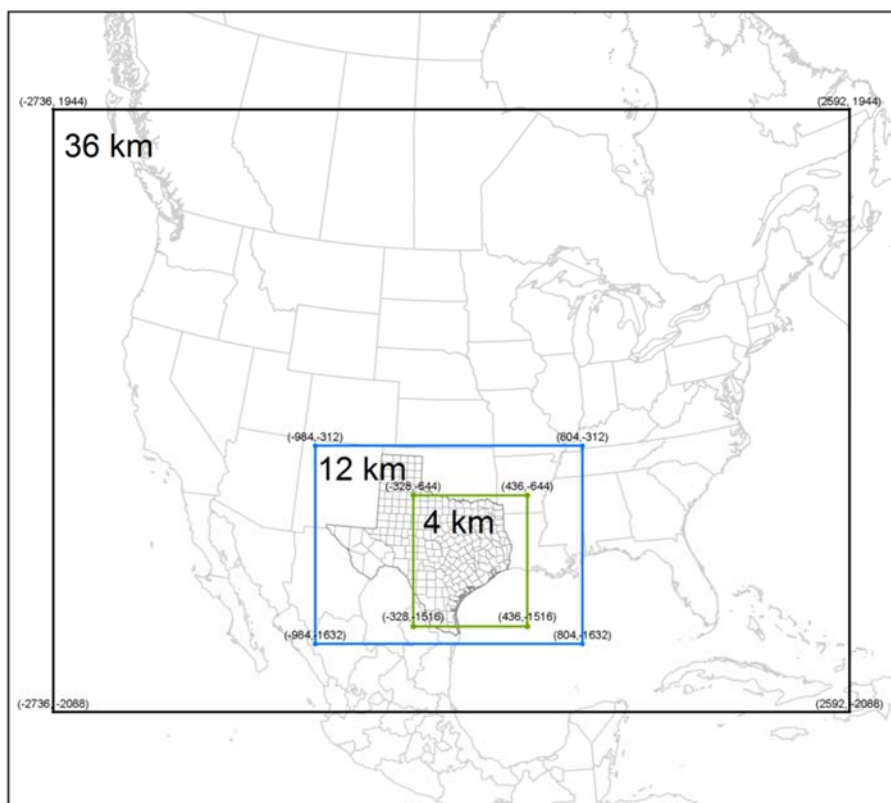 (-2736, 1944) (2592, 1944)
36 km
(-984,-312) (804,-312)
12 km
(-328,-644) (436,-644)
4 km
(-328,-1516) (436,-1516)
(-984,-1632) (804,-1632)
(-2736, -2088) (2592, -2088)